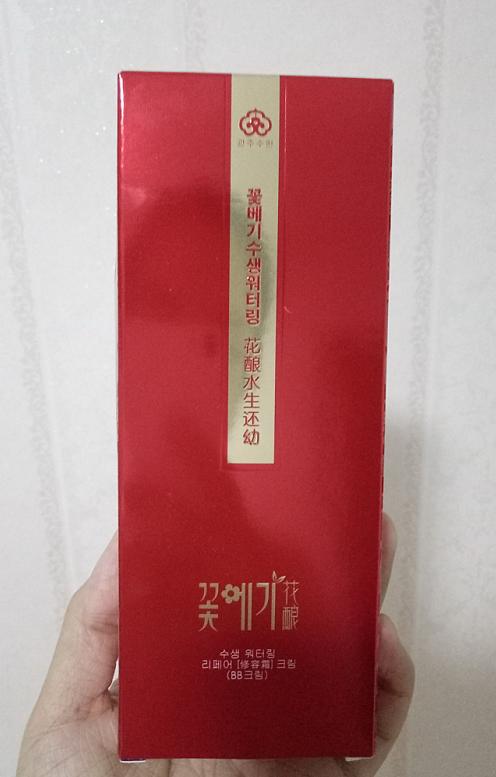 꽃베기수생워터링 花酿水生还幼
꽃베기 花酿
수생 워터링
리페어 [修容霜] 크림
(BB크림)